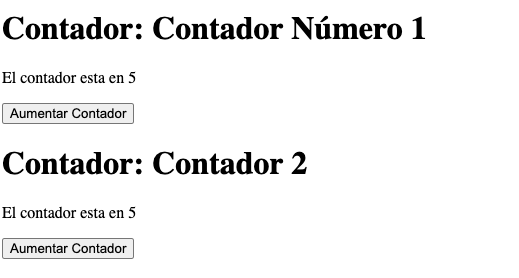 Contador: Contador Número 1
El contador esta en 5
Aumentar Contador
Contador: Contador 2
El contador esta en 5
Aumentar Contador